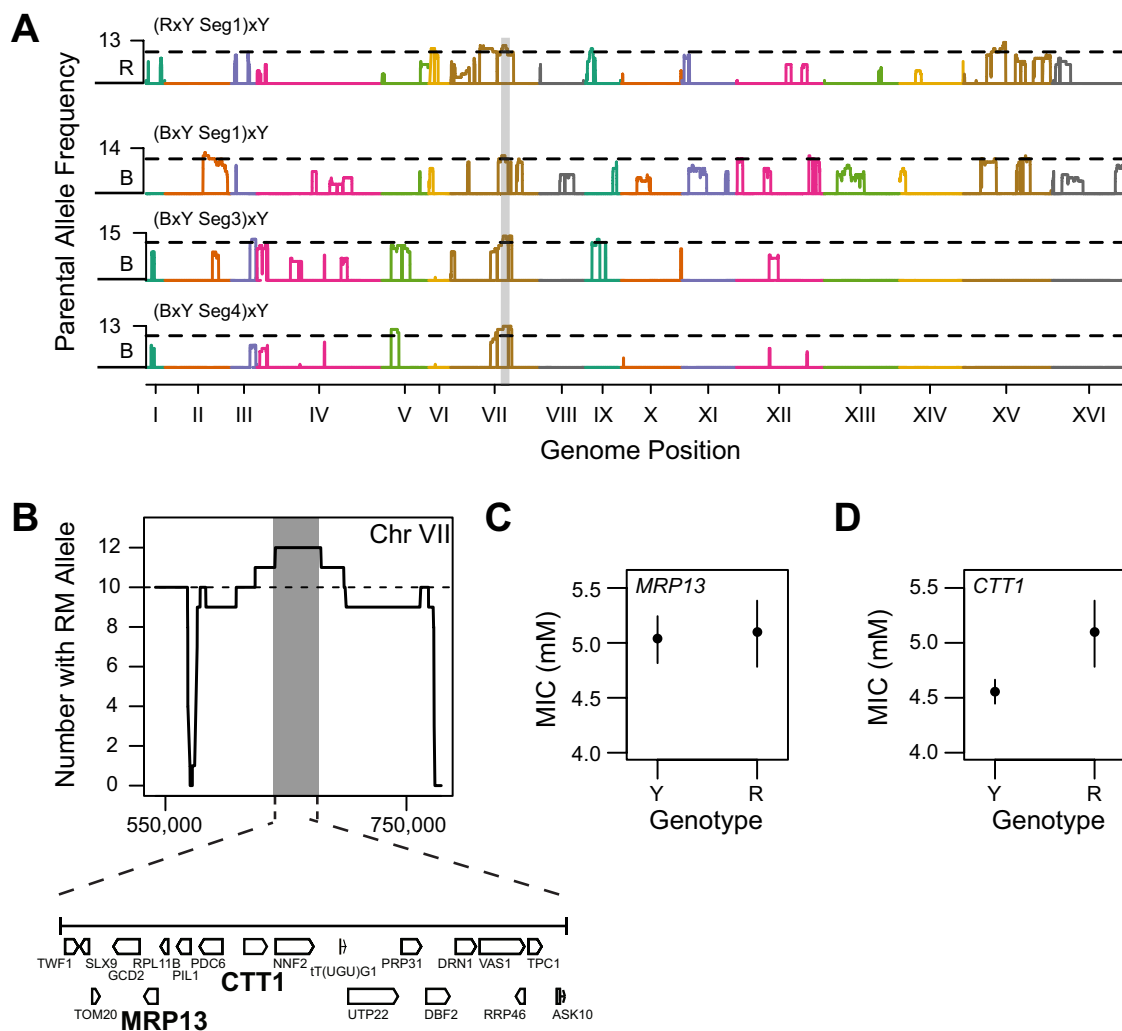 A
Parental Allele Frequency
(RxY Seg1)xY
13
R
(BxY Seg1)xY
14
B
(BxY Seg3)xY
15
B
(BxY Seg4)xY
13
B
I II III IV V VI VII VIII IX X XI XII XIII XIV XV XVI
Genome Position
B
Number with RM Allele
Chr VII
12
10
8
6
4
2
0
550,000 750,000
TWF1 SLX9 RPL11B PDC6 NNF2 tT(UGU)G1 PRP31 DRN1 VAS1 TPC1
GCD2 PIL1 CTT1
TOM20 MRP13 UTP22 DBF2 RRP46 ASK10
C
MRP13
MIC (mM)
5.5
5.0
4.5
4.0
Y R
Genotype
D
CTT1
MIC (mM)
5.5
5.0
4.5
4.0
Y R
Genotype